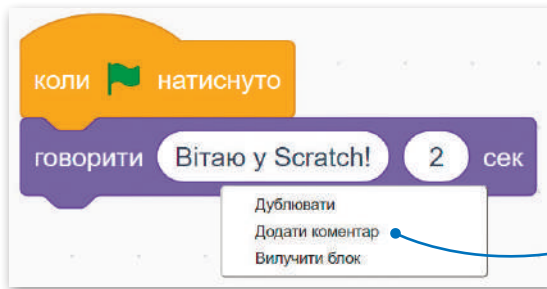 коли натиснуто
говорити Вітаю у Scratch! 2 сек
Дублювати
Додати коментар
Вилучити блок